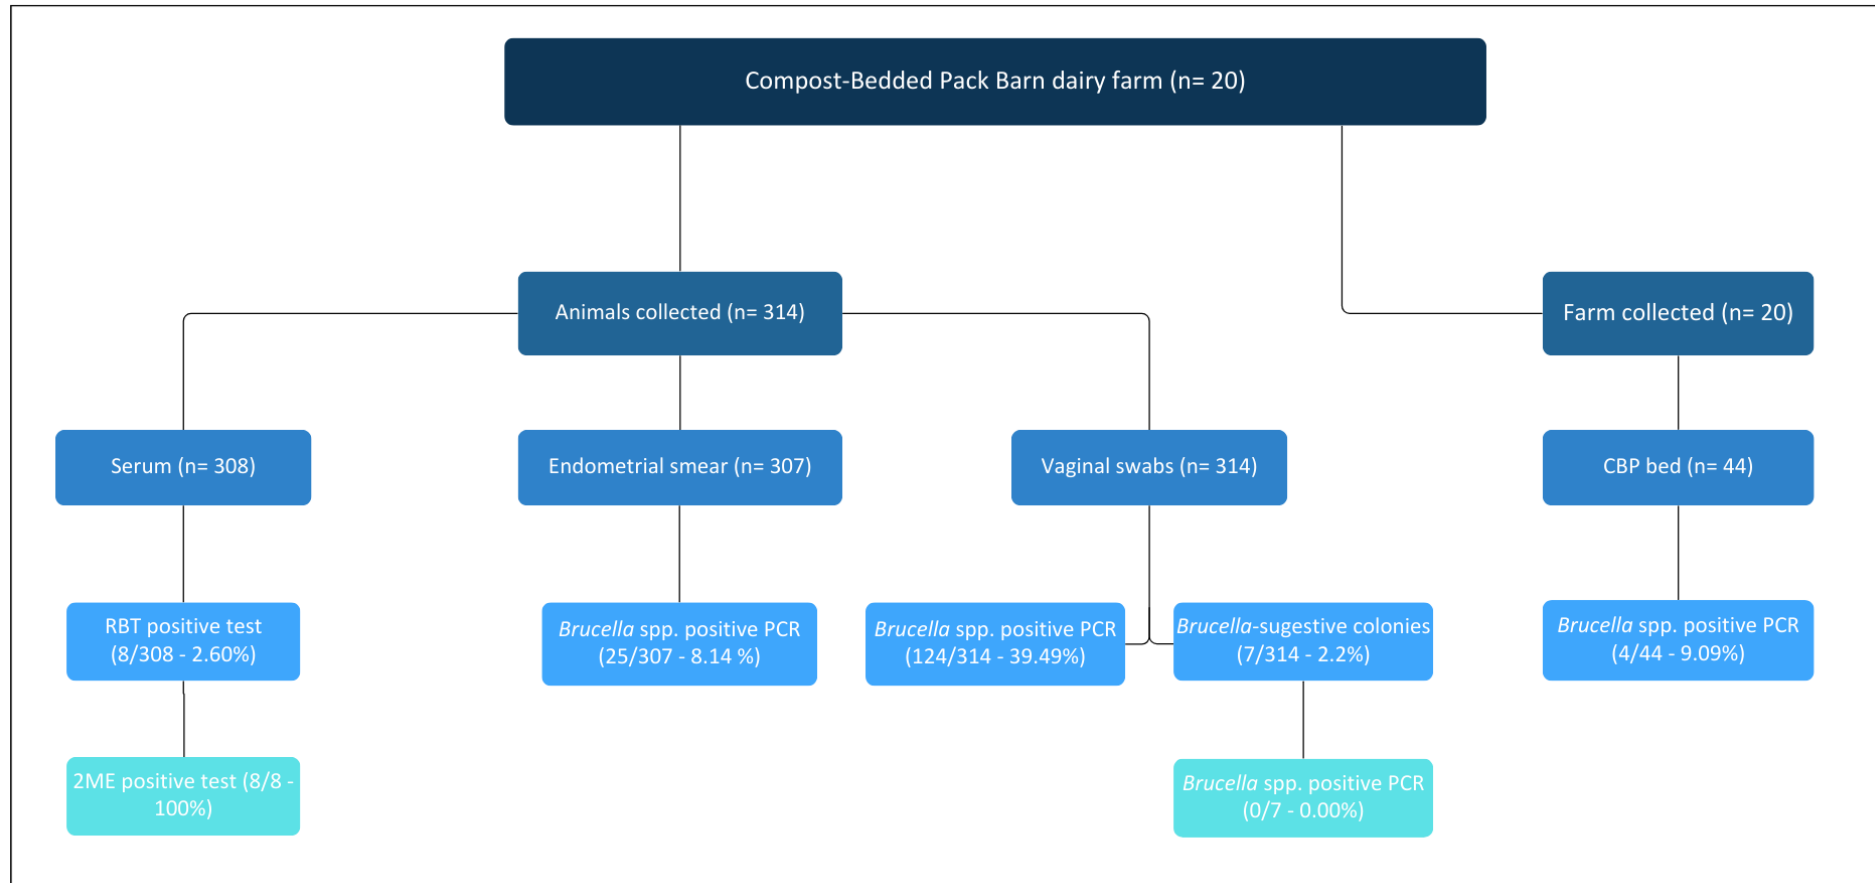 Compost-Bedded Pack Barn dairy farm (n= 20)
Animals collected (n= 314)
Farm collected (n= 20)
Serum (n= 308)
Endometrial smear (n= 307)
Vaginal swabs (n= 314)
CBP bed (n= 44)
RBT positive test
(8/308 - 2.60%)
Brucella spp. positive PCR
(25/307 - 8.14 %)
Brucella spp. positive PCR
(124/314 - 39.49%)
Brucella-sugestive colonies
(7/314 - 2.2%)
Brucella spp. positive PCR
(4/44 - 9.09%)
2ME positive test (8/8 -
100%)
Brucella spp. positive PCR
(0/7 - 0.00%)